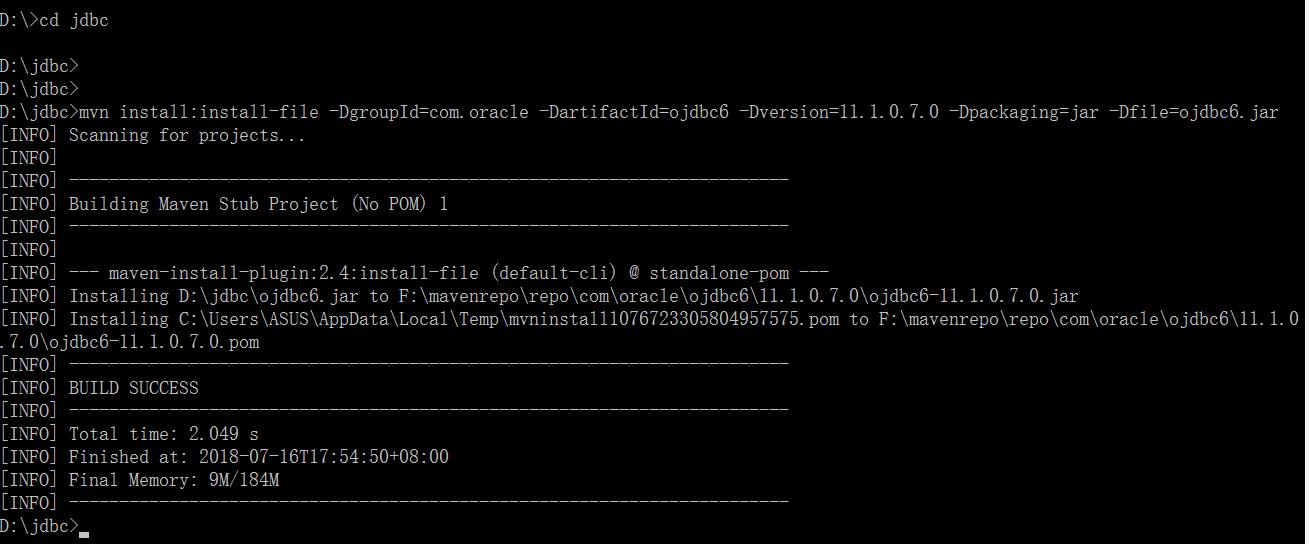 D:\>cd jdbc
D:\jdbc>
D:\jdbc>
D:\jdbc>mvn install:install-file -DgroupId=com.oracle -DartifactId=ojdbc6 -Dversion=11.1.0.7.0 -Dpackaging=jar -Dfile=ojdbc6.jar
[INFO] Scanning for projects...
[INFO]
[INFO] ------------------------------------------------------------------------
[INFO] Building Maven Stub Project (No POM) 1
[INFO] ------------------------------------------------------------------------
[INFO]
[INFO] --- maven-install-plugin:2.4:install-file (default-cli) @ standalone-pom ---
[INFO] Installing D:\jdbc\ojdbc6.jar to F:\mavenrepo\repo\com\oracle\ojdbc6\11.1.0.7.0\ojdbc6-11.1.0.7.0.jar
[INFO] Installing C:\Users\ASUS\AppData\Local\Temp\mvninstall1076723305804957575.pom to F:\mavenrepo\repo\com\oracle\ojdbc6\11.1.0
.7.0\ojdbc6-11.1.0.7.0.pom
[INFO] ------------------------------------------------------------------------
[INFO] BUILD SUCCESS
[INFO] ------------------------------------------------------------------------
[INFO] Total time: 2.049 s
[INFO] Finished at: 2018-07-16T17:54:50+08:00
[INFO] Final Memory: 9M/184M
[INFO] ------------------------------------------------------------------------
D:\jdbc>